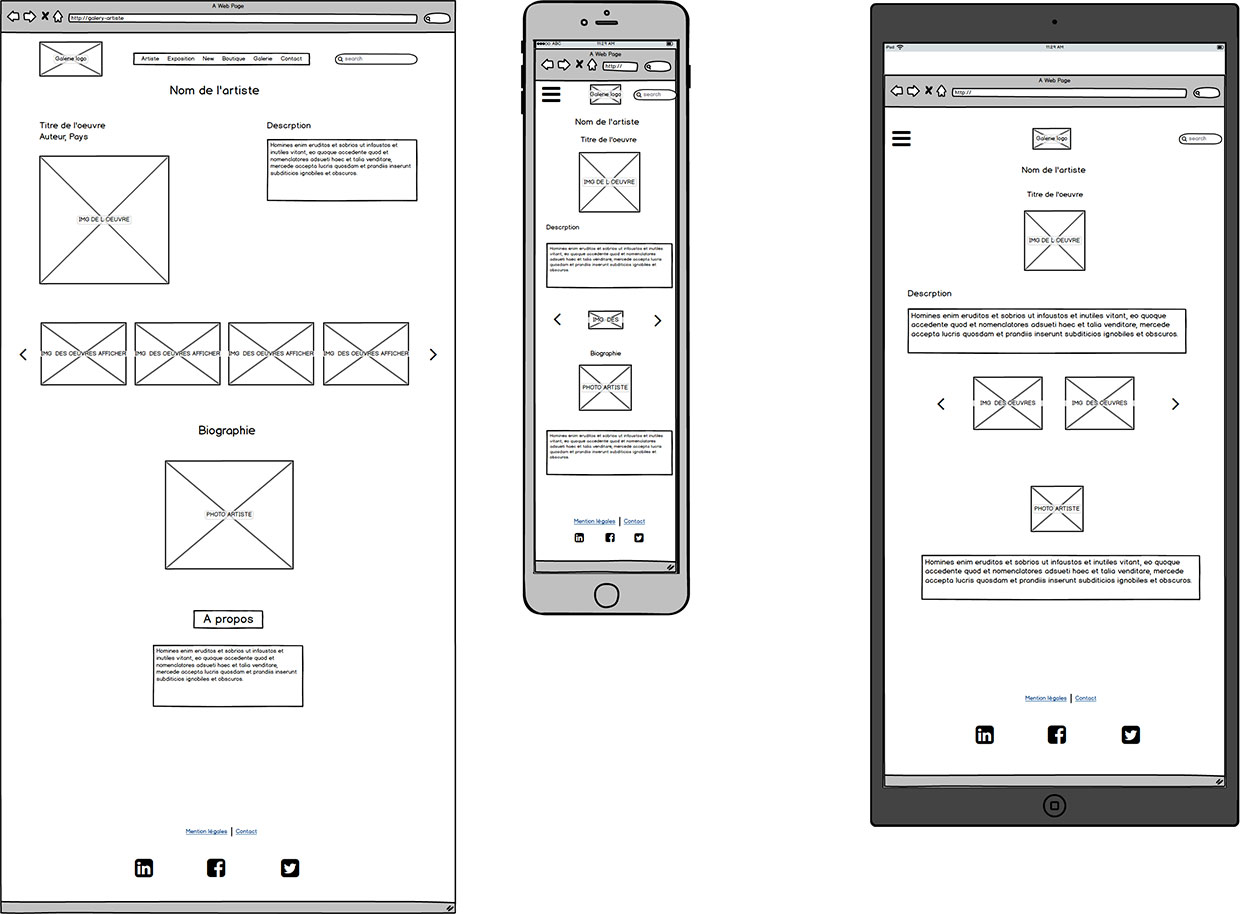 A Web Page
http://galery-artiste
Galerie logo
Artiste Exposition New Boutique Galerie Contact
search
Nom de l'artiste
Titre de l'oeuvre
Auteur, Pays
IMG DE L OEUVRE
Descrption
Homines enim eruditos et sobrios ut infaustos et
inutiles vitant, eo quoque accedente quod et
nomenclatores adsueti haec et talia venditare,
mercede accepta lucris quosdam et prandiis inserunt
subditicios ignobiles et obscuros.
IMG DES OEUVRES AFFICHER
IMG DES OEUVRES AFFICHER
IMG DES OEUVRES AFFICHER
IMG DES OEUVRES AFFICHER
Biographie
PHOTO ARTISTE
A propos
Homines enim eruditos et sobrios ut infaustos et
inutiles vitant, eo quoque accedente quod et
nomenclatores adsueti haec et talia venditare,
mercede accepta lucris quosdam et prandiis inserunt
subditicios ignobiles et obscuros.
Mention légales | Contact
ABC 11:29 AM
A Web Page
http://
Galerie logo
search
Nom de l'artiste
Titre de l'oeuvre
IMG DE L OEUVRE
Descrption
Homines enim eruditos et sobrios ut infaustos et inutiles
vitant, eo quoque accedente quod et nomenclatores
adsueti haec et talia venditare, mercede accepta lucris
quosdam et prandiis inserunt subditicios ignobiles et
obscuros.
IMG DES
Biographie
PHOTO ARTISTE
Homines enim eruditos et sobrios ut infaustos et inutiles
vitant, eo quoque accedente quod et nomenclatores
adsueti haec et talia venditare, mercede accepta lucris
quosdam et prandiis inserunt subditicios ignobiles et
obscuros.
Mention légales | Contact
iPad 11:29 AM
A Web Page
http://
Galerie logo
search
Nom de l'artiste
Titre de l'oeuvre
IMG DE L OEUVRE
Descrption
Homines enim eruditos et sobrios ut infaustos et inutiles vitant, eo quoque
accedente quod et nomenclatores adsueti haec et talia venditare, mercede
accepta lucris quosdam et prandiis inserunt subditicios ignobiles et obscuros.
IMG DES OEUVRES
IMG DES OEUVRES
PHOTO ARTISTE
Homines enim eruditos et sobrios ut infaustos et inutiles vitant, eo quoque
accedente quod et nomenclatores adsueti haec et talia venditare, mercede
accepta lucris quosdam et prandiis inserunt subditicios ignobiles et obscuros.
Mention légales | Contact